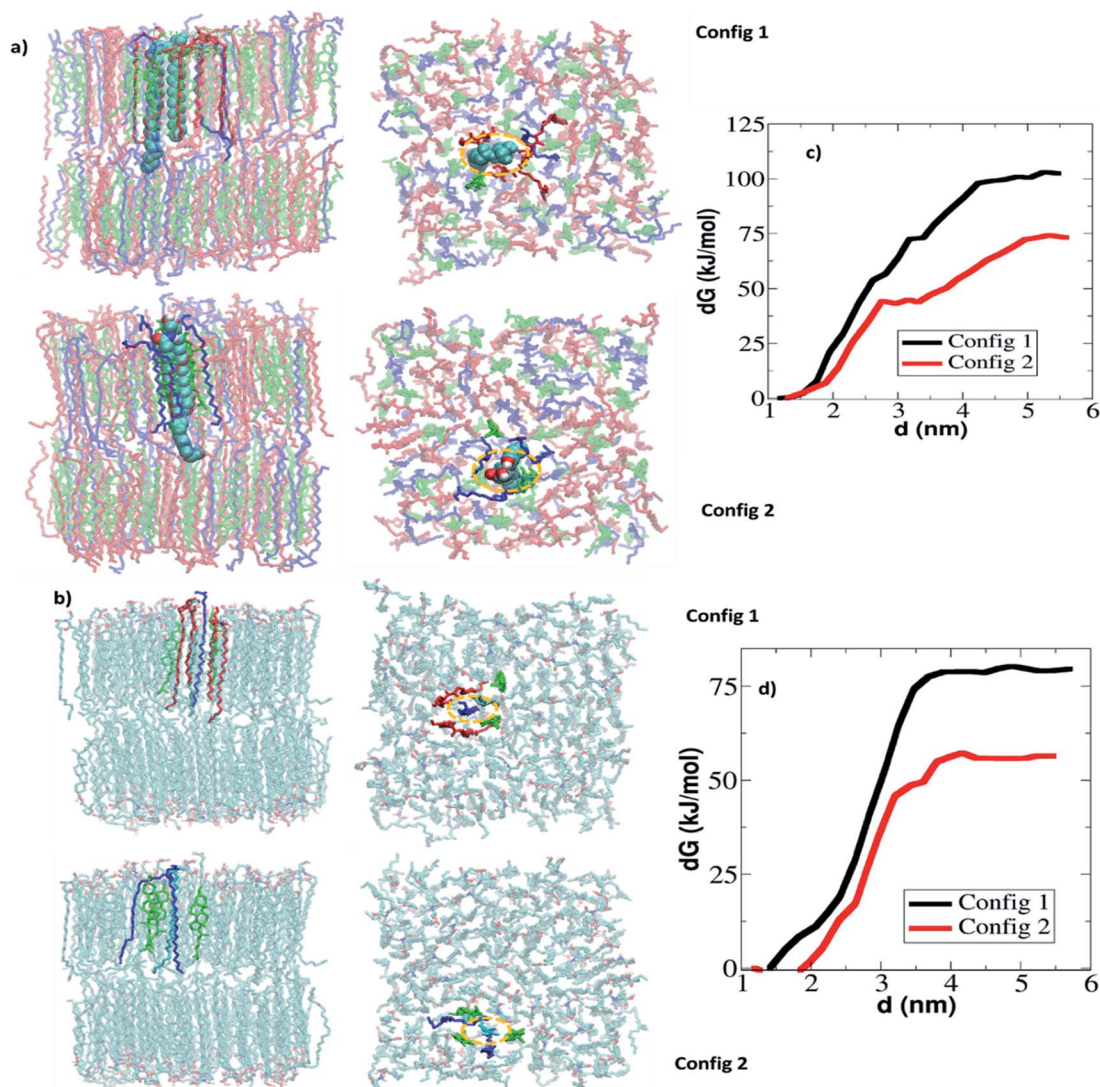 a)
Config 1
c)
125
100
75
50
25
0
dG (kJ/mol)
Config 1
Config 2
1 2 3 4 5 6
d (nm)
Config 2
b)
Config 1
d)
75
50
25
0
dG (kJ/mol)
Config 1
Config 2
1 2 3 4 5 6
d (nm)
Config 2